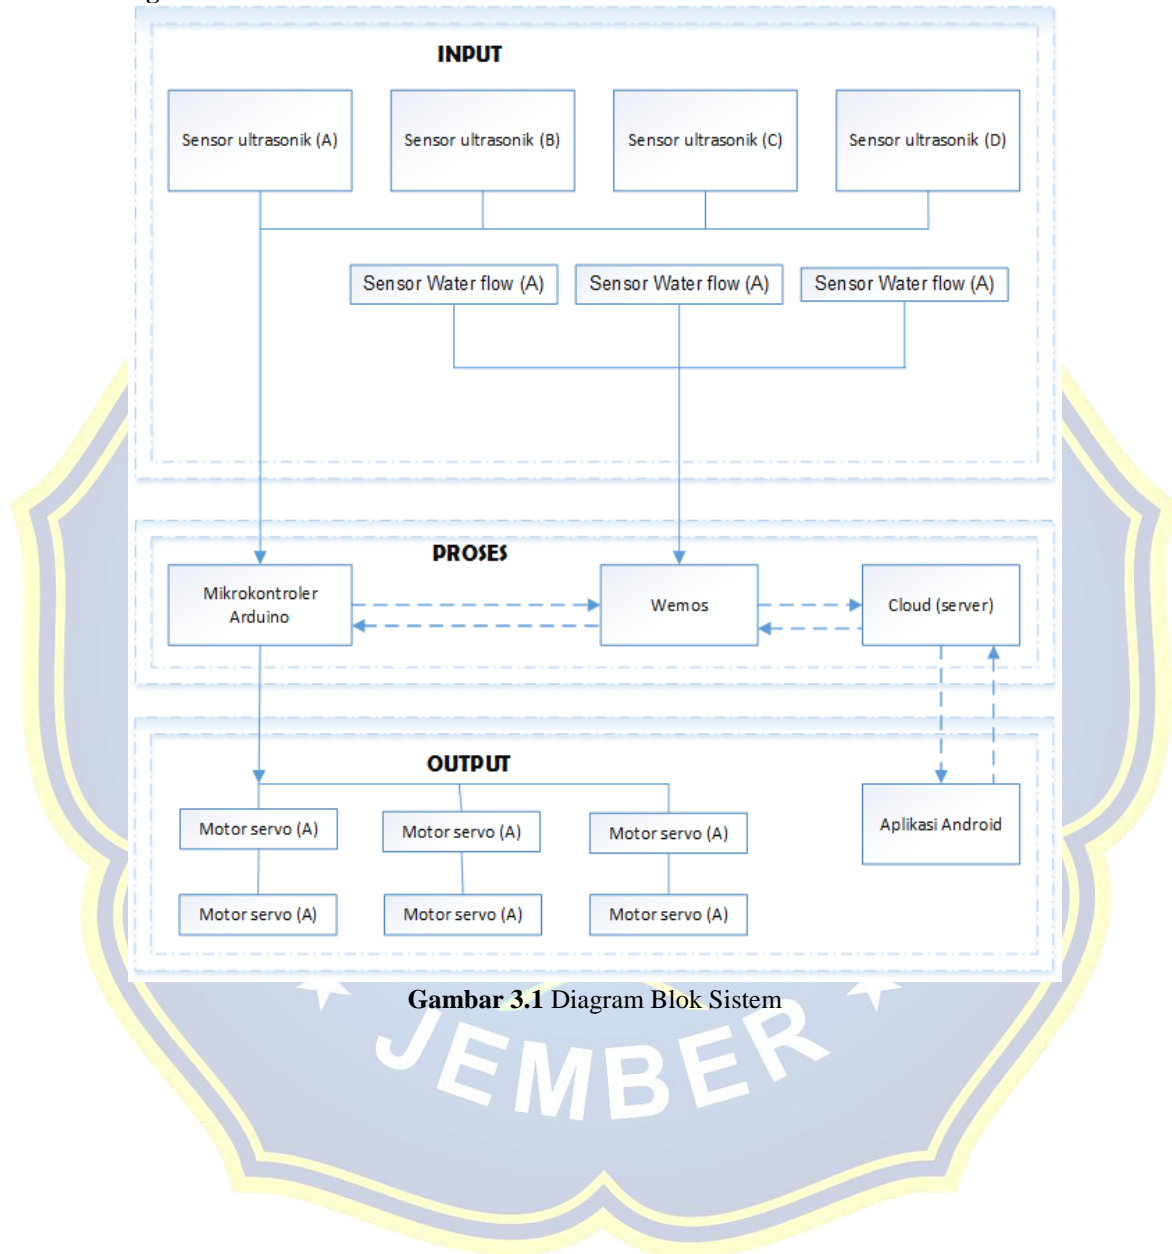 INPUT
Sensor ultrasonik (A)
Sensor ultrasonik (B)
Sensor ultrasonik (C)
Sensor ultrasonik (D)
Sensor Water flow (A)
Sensor Water flow (A)
Sensor Water flow (A)
PROSES
Mikrokontroler
Arduino
Wemos
Cloud (server)
OUTPUT
Motor servo (A)
Motor servo (A)
Motor servo (A)
Aplikasi Android
Motor servo (A)
Motor servo (A)
Motor servo (A)
Gambar 3.1 Diagram Blok Sistem
JEMBER